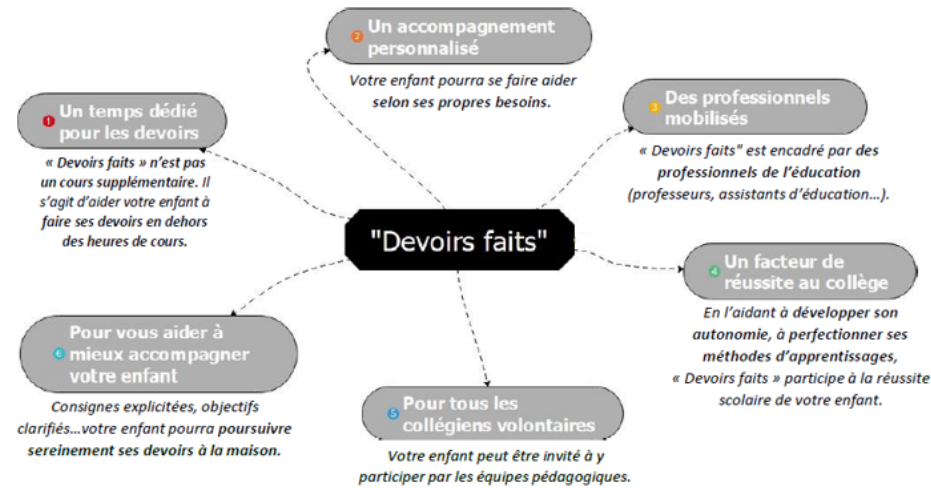 "Devoirs faits"
1 Un temps dédié
pour les devoirs
« Devoirs faits » n'est pas
un cours supplémentaire. Il
s'agit d'aider votre enfant à
faire ses devoirs en dehors
des heures de cours.
2 Un accompagnement
personnalisé
Votre enfant pourra se faire aider
selon ses propres besoins.
3 Des professionnels
mobilisés
« Devoirs faits" est encadré par des
professionnels de l'éducation
(professeurs, assistants d'éducation…).
4 Un facteur de
réussite au collège
En l'aidant à développer son
autonomie, à perfectionner ses
méthodes d'apprentissages,
« Devoirs faits » participe à la réussite
scolaire de votre enfant.
5 Pour tous les
collégiens volontaires
Votre enfant peut être invité à y
participer par les équipes pédagogiques.
6 Pour vous aider à
mieux accompagner
votre enfant
Consignes explicitées, objectifs
clarifiés…votre enfant pourra poursuivre
sereinement ses devoirs à la maison.